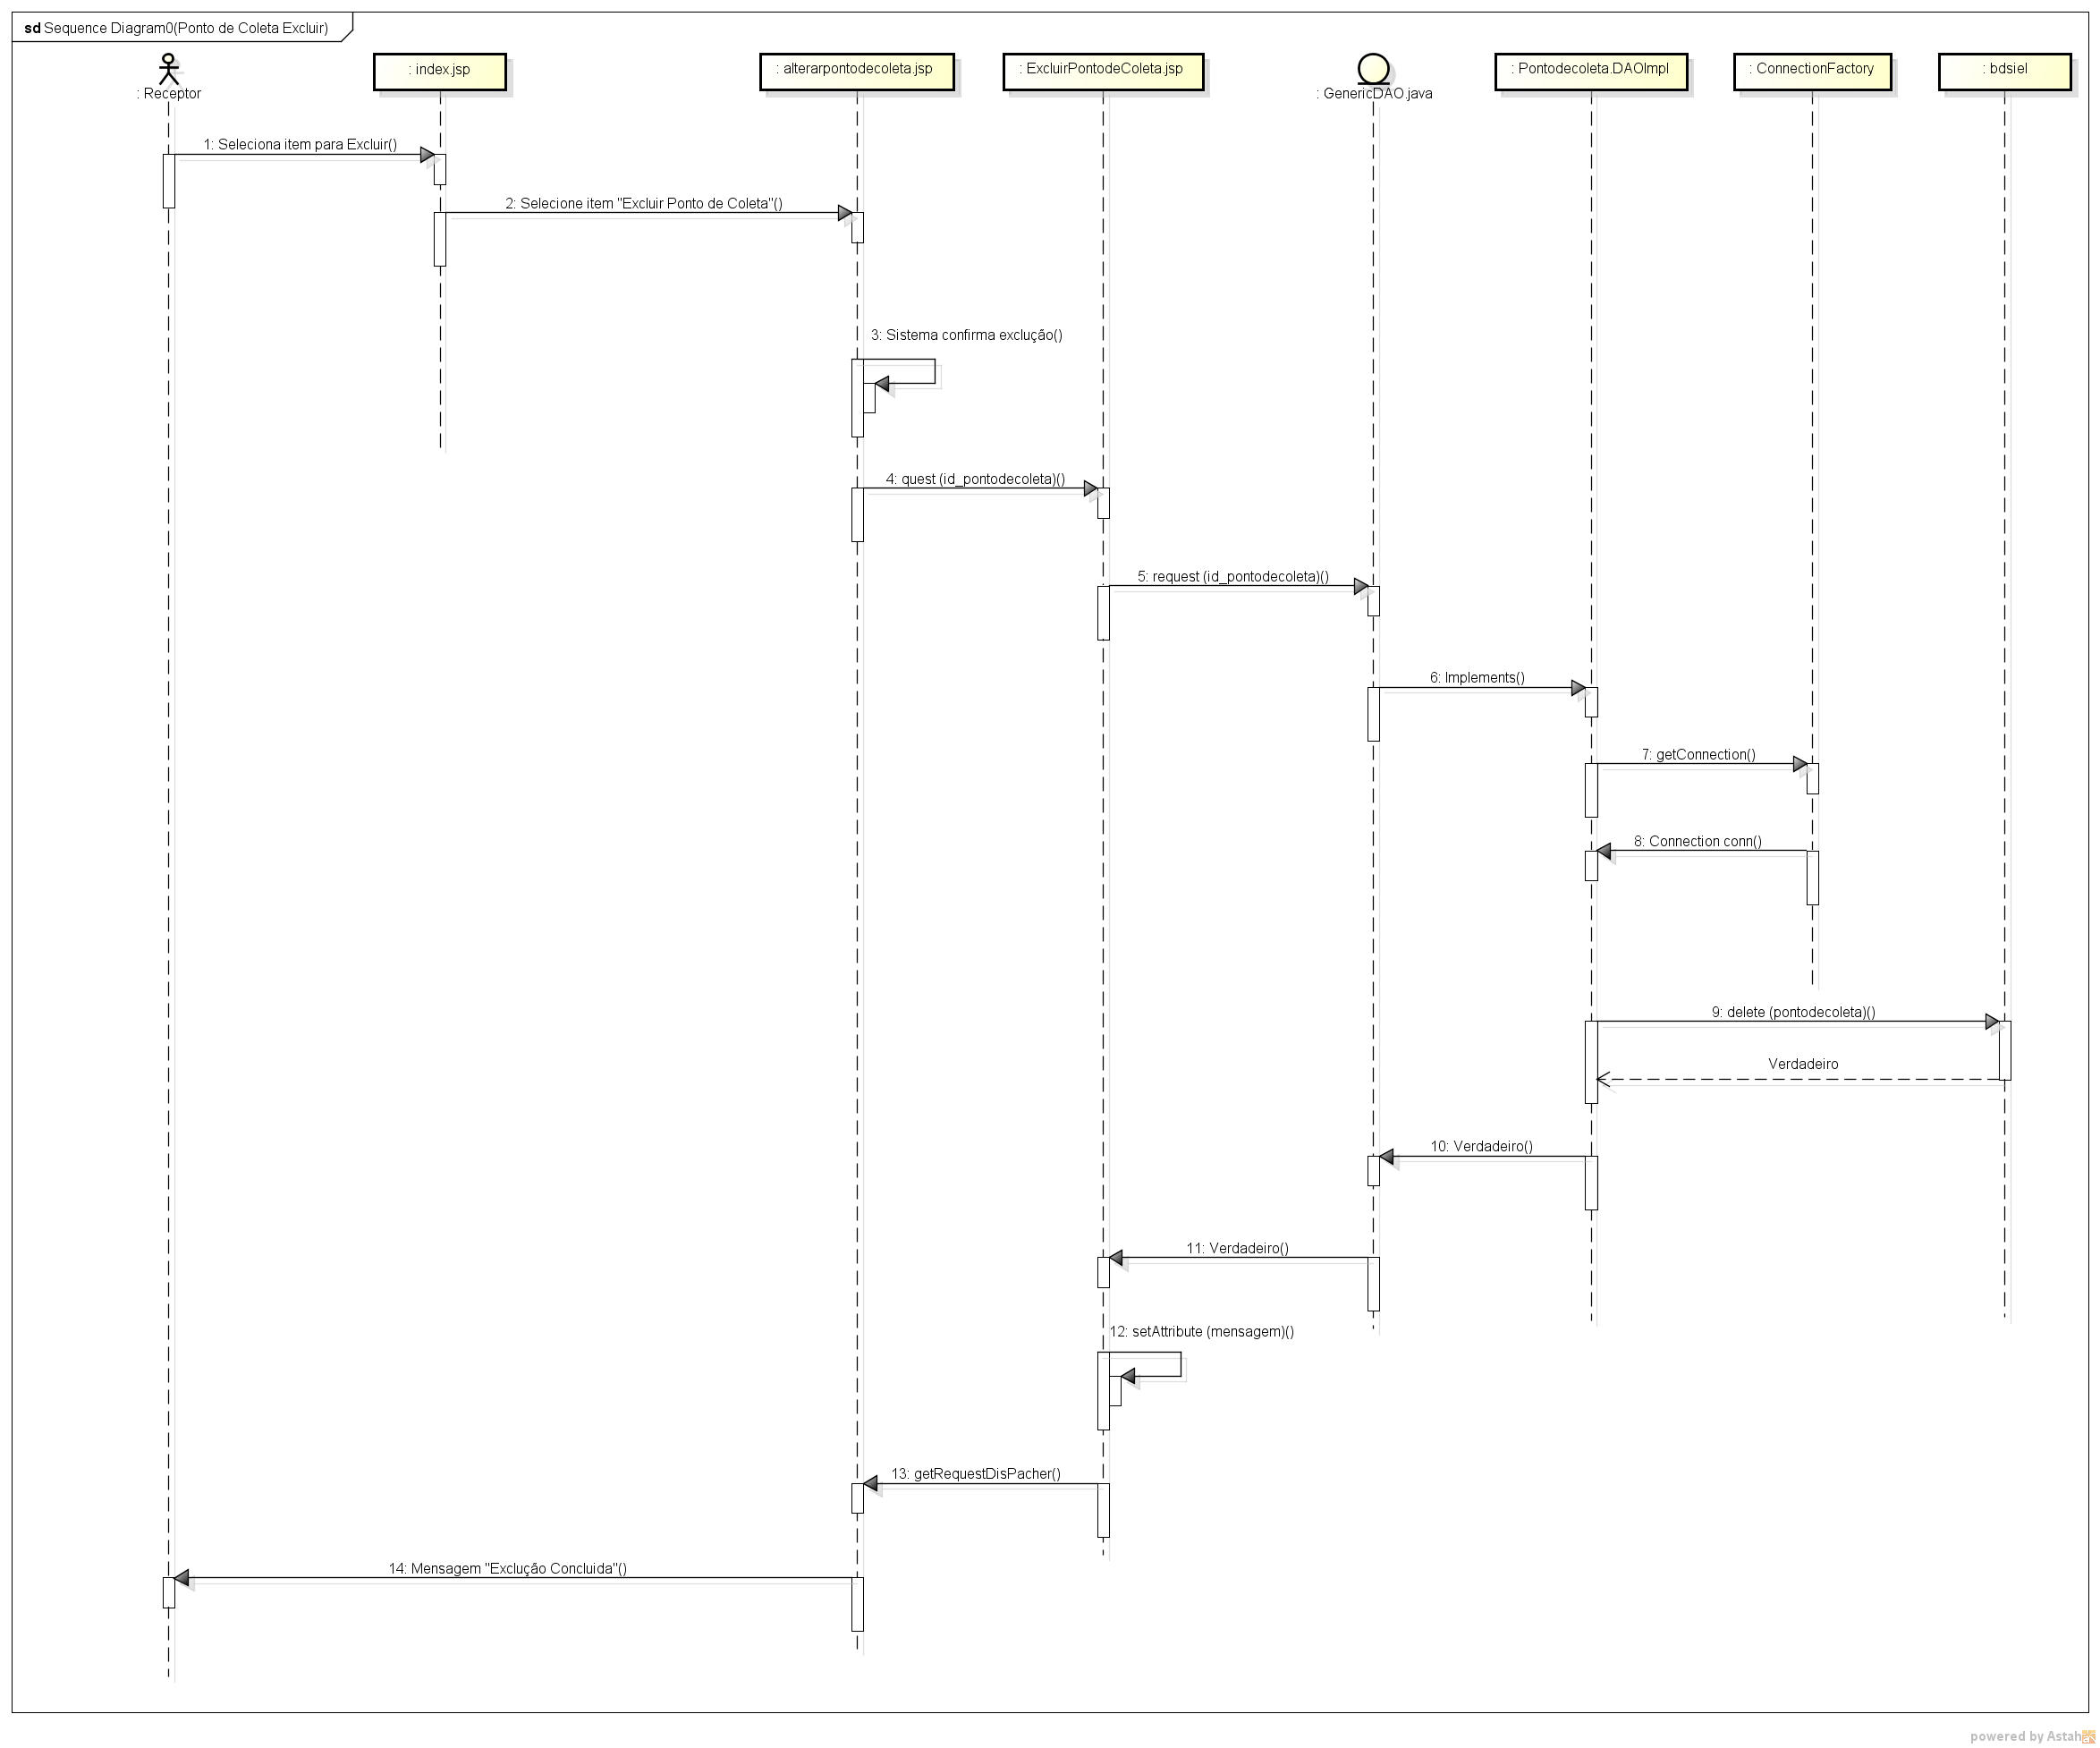 sd Sequence Diagram0(Ponto de Coleta Excluir)
: Receptor
: index.jsp
: alterarpontodecoleta.jsp
: ExcluirPontodeColeta.jsp
: GenericDAO.java
: Pontodecoleta.DAOImpl
: ConnectionFactory
: bdsiel
1: Seleciona item para Excluir()
2: Selecione item "Excluir Ponto de Coleta"()
3: Sistema confirma exclução()
4: quest (id_pontodecoleta)()
5: request (id_pontodecoleta)()
6: Implements()
7: getConnection()
8: Connection conn()
9: delete (pontodecoleta)()
Verdadeiro
10: Verdadeiro()
11: Verdadeiro()
12: setAttribute (mensagem)()
13: getRequestDisPacher()
14: Mensagem "Exclução Concluida"()
powered by Astah